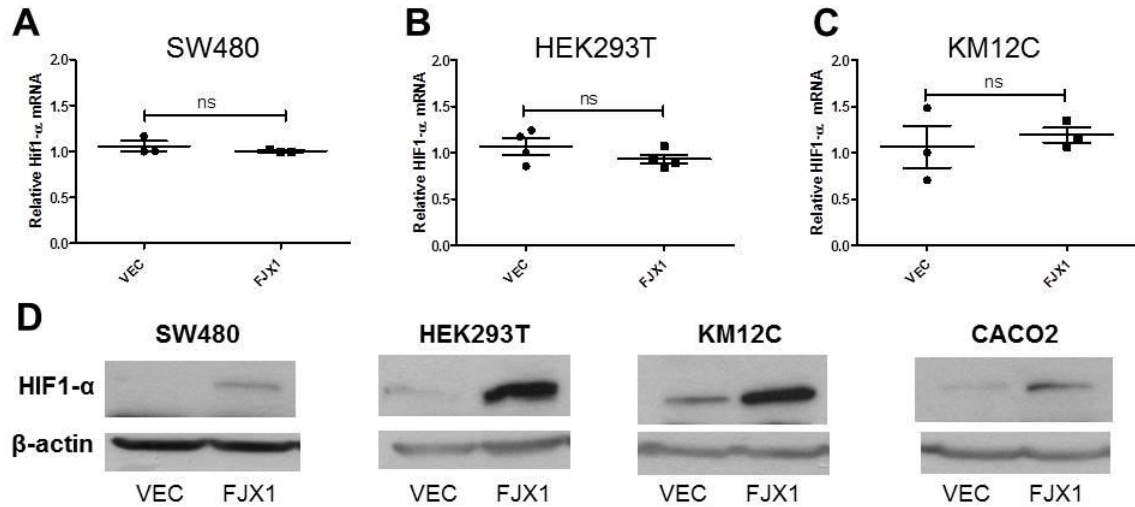 A
SW480
Relative Hif1-α mRNA
2.0
1.5
1.0
0.5
0.0
ns
VEC
FJX1
B
HEK293T
Relative HIF1-α mRNA
2.0
1.5
1.0
0.5
0.0
ns
VEC
FJX1
C
KM12C
Relative HIF1-α mRNA
2.0
1.5
1.0
0.5
0.0
ns
VEC
FJX1
D
SW480 HEK293T KM12C CACO2
HIF1-α
β-actin
VEC FJX1 VEC FJX1 VEC FJX1 VEC FJX1